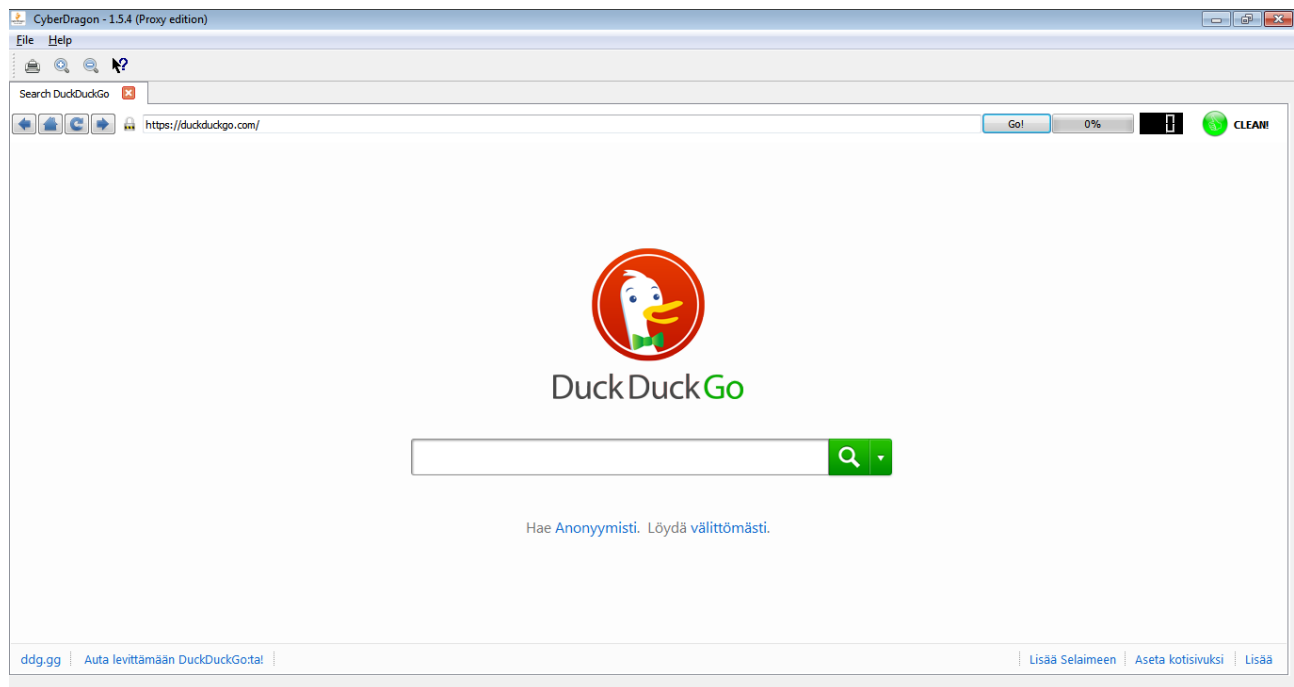 CyberDragon - 1.5.4 (Proxy edition)
File Help
Search DuckDuckGo
https://duckduckgo.com/ Go! 0% 0 CLEAN!
DuckDuckGo
Hae Anonyymisti. Löydä välittömästi.
ddg.gg Auta levittämään DuckDuckGo:ta! Lisää Selaimeen Aseta kotisivuksi Lisää